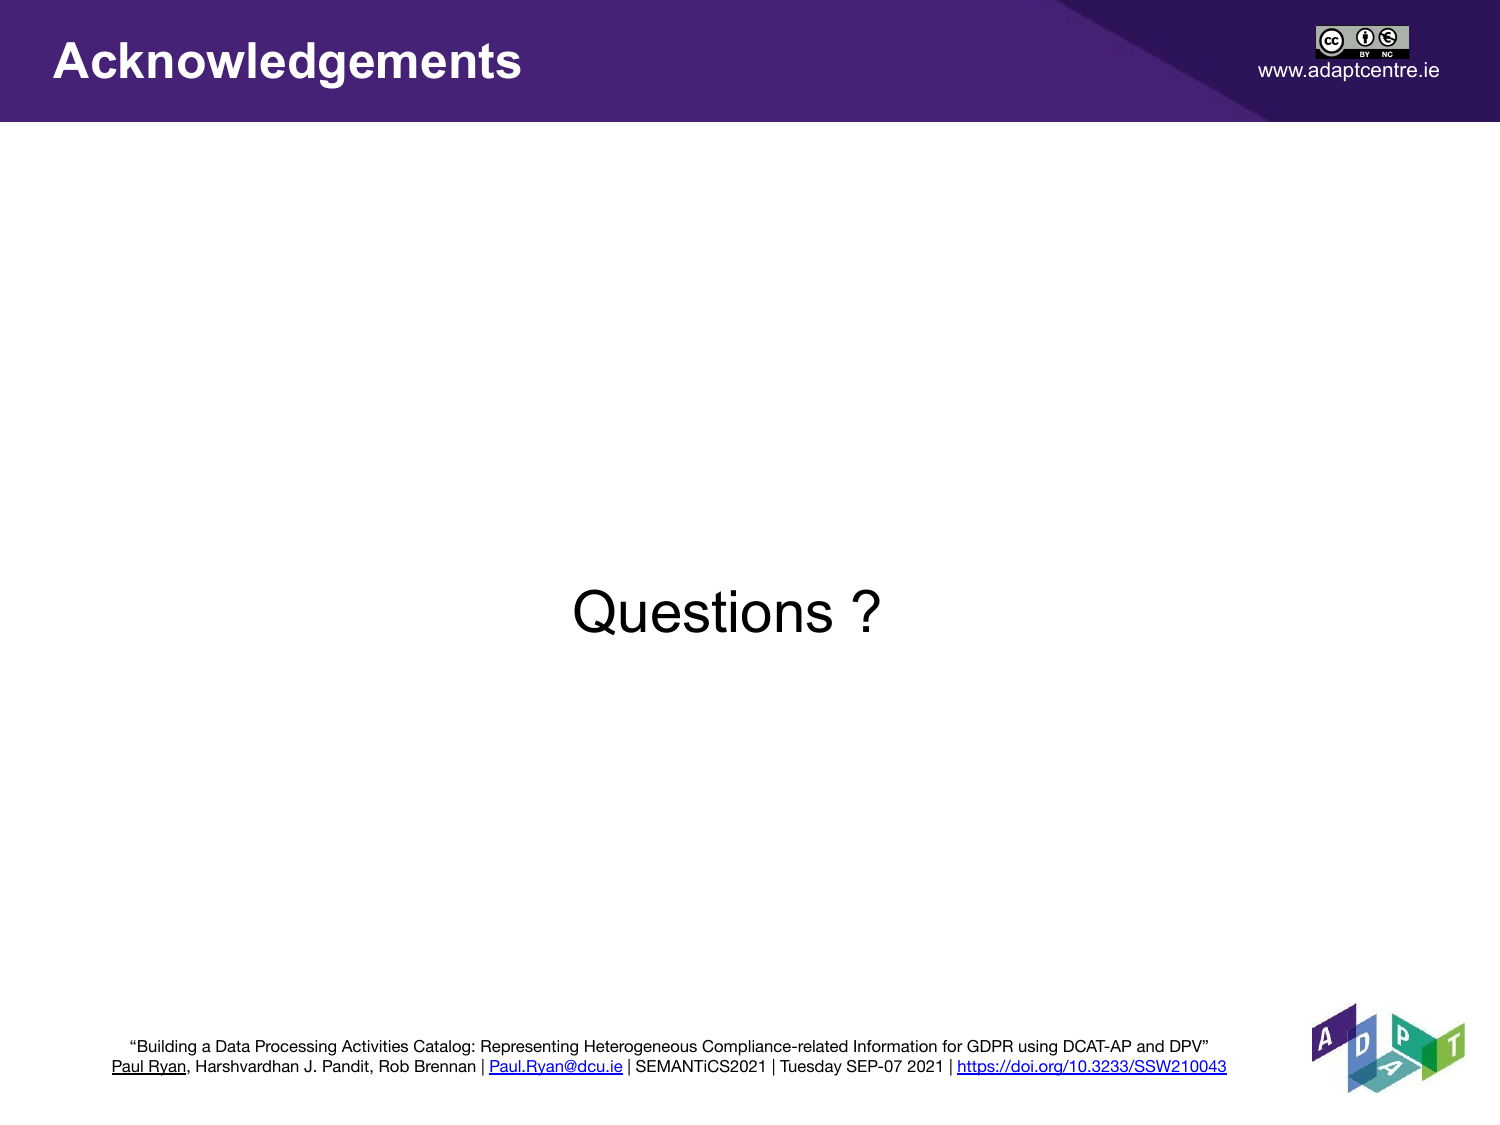 Acknowledgements
cc BY NC
www.adaptcentre.ie
Questions ?
“Building a Data Processing Activities Catalog: Representing Heterogeneous Compliance-related Information for GDPR using DCAT-AP and DPV”
Paul Ryan, Harshvardhan J. Pandit, Rob Brennan | Paul.Ryan@dcu.ie | SEMANTiCS2021 | Tuesday SEP-07 2021 | https://doi.org/10.3233/SSW210043
ADAPT